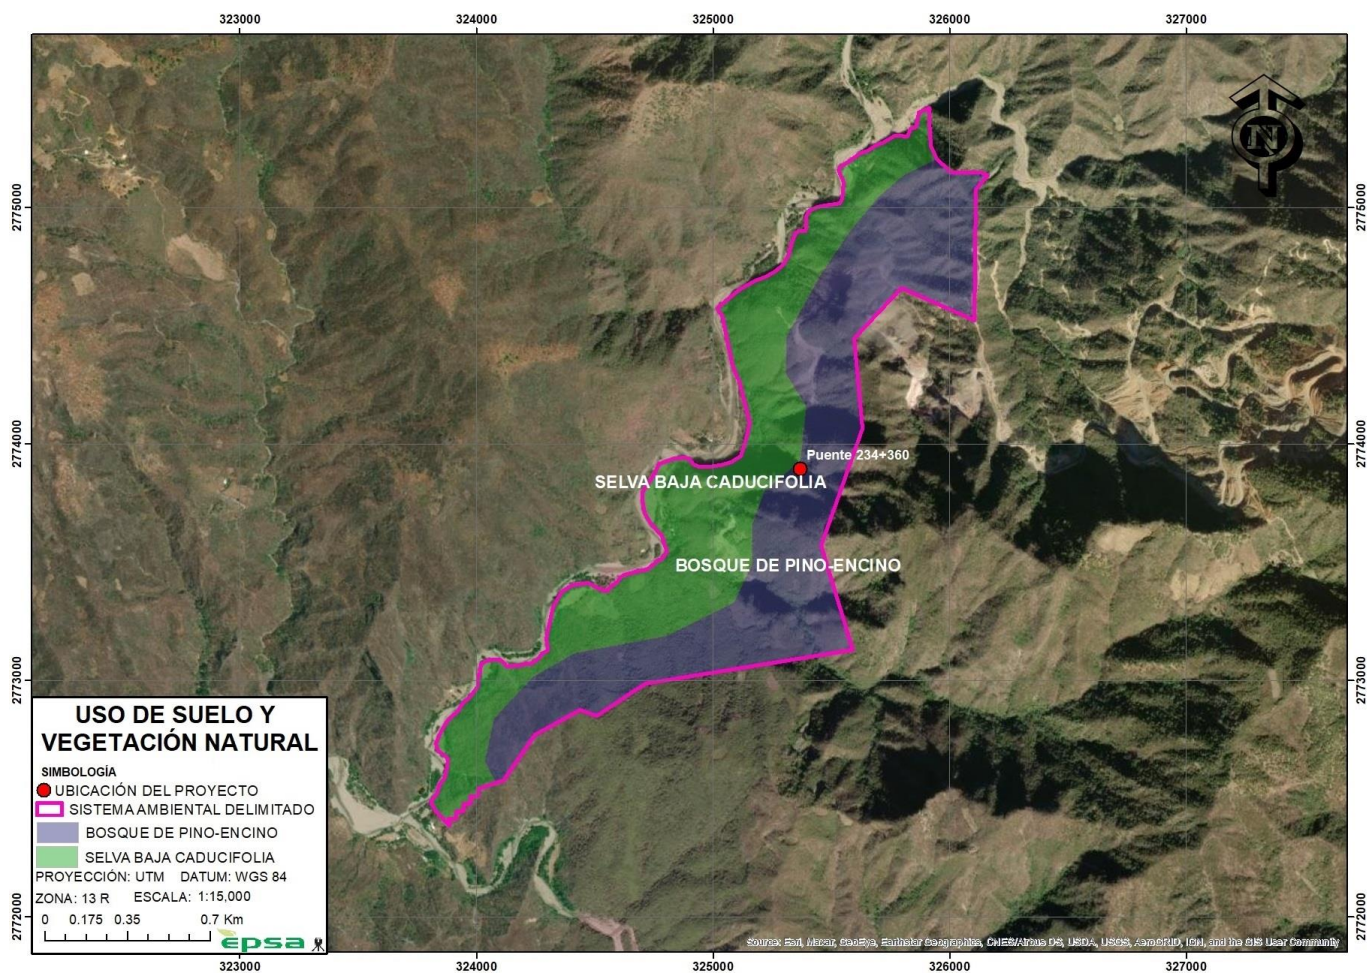 323000 324000 325000 326000 327000
2775000 2775000
2774000 2774000
Puente 234+360
SELVA BAJA CADUCIFOLIA
BOSQUE DE PINO-ENCINO
2773000 2773000
2772000 2772000
N
USO DE SUELO Y
VEGETACIÓN NATURAL
SIMBOLOGÍA
UBICACIÓN DEL PROYECTO
SISTEMA AMBIENTAL DELIMITADO
BOSQUE DE PINO-ENCINO
SELVA BAJA CADUCIFOLIA
PROYECCIÓN: UTM DATUM: WGS 84
ZONA: 13 R ESCALA: 1:15,000
0 0.175 0.35 0.7 Km
epsa
Source: Esri, Maxar, GeoEye, Earthstar Geographics, CNES/Airbus DS, USDA, USGS, AeroGRID, IGN, and the GIS User Community
323000 324000 325000 326000 327000